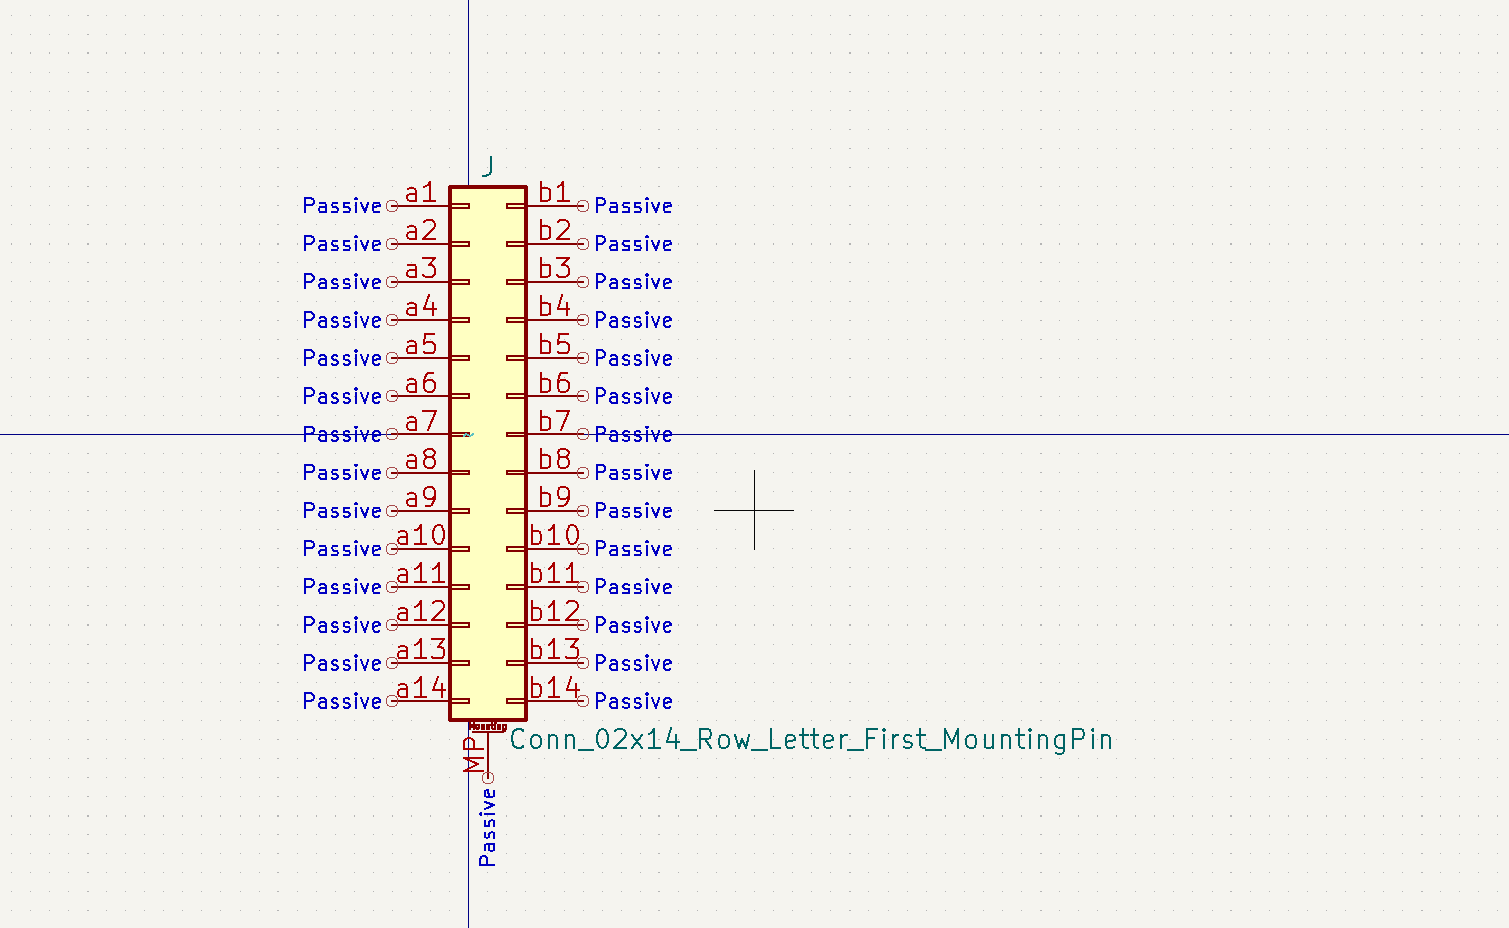 J
Passive a1 b1 Passive
Passive a2 b2 Passive
Passive a3 b3 Passive
Passive a4 b4 Passive
Passive a5 b5 Passive
Passive a6 b6 Passive
Passive a7 b7 Passive
Passive a8 b8 Passive
Passive a9 b9 Passive
Passive a10 b10 Passive
Passive a11 b11 Passive
Passive a12 b12 Passive
Passive a13 b13 Passive
Passive a14 b14 Passive
Mounting
MP
Conn_02x14_Row_Letter_First_MountingPin
Passive